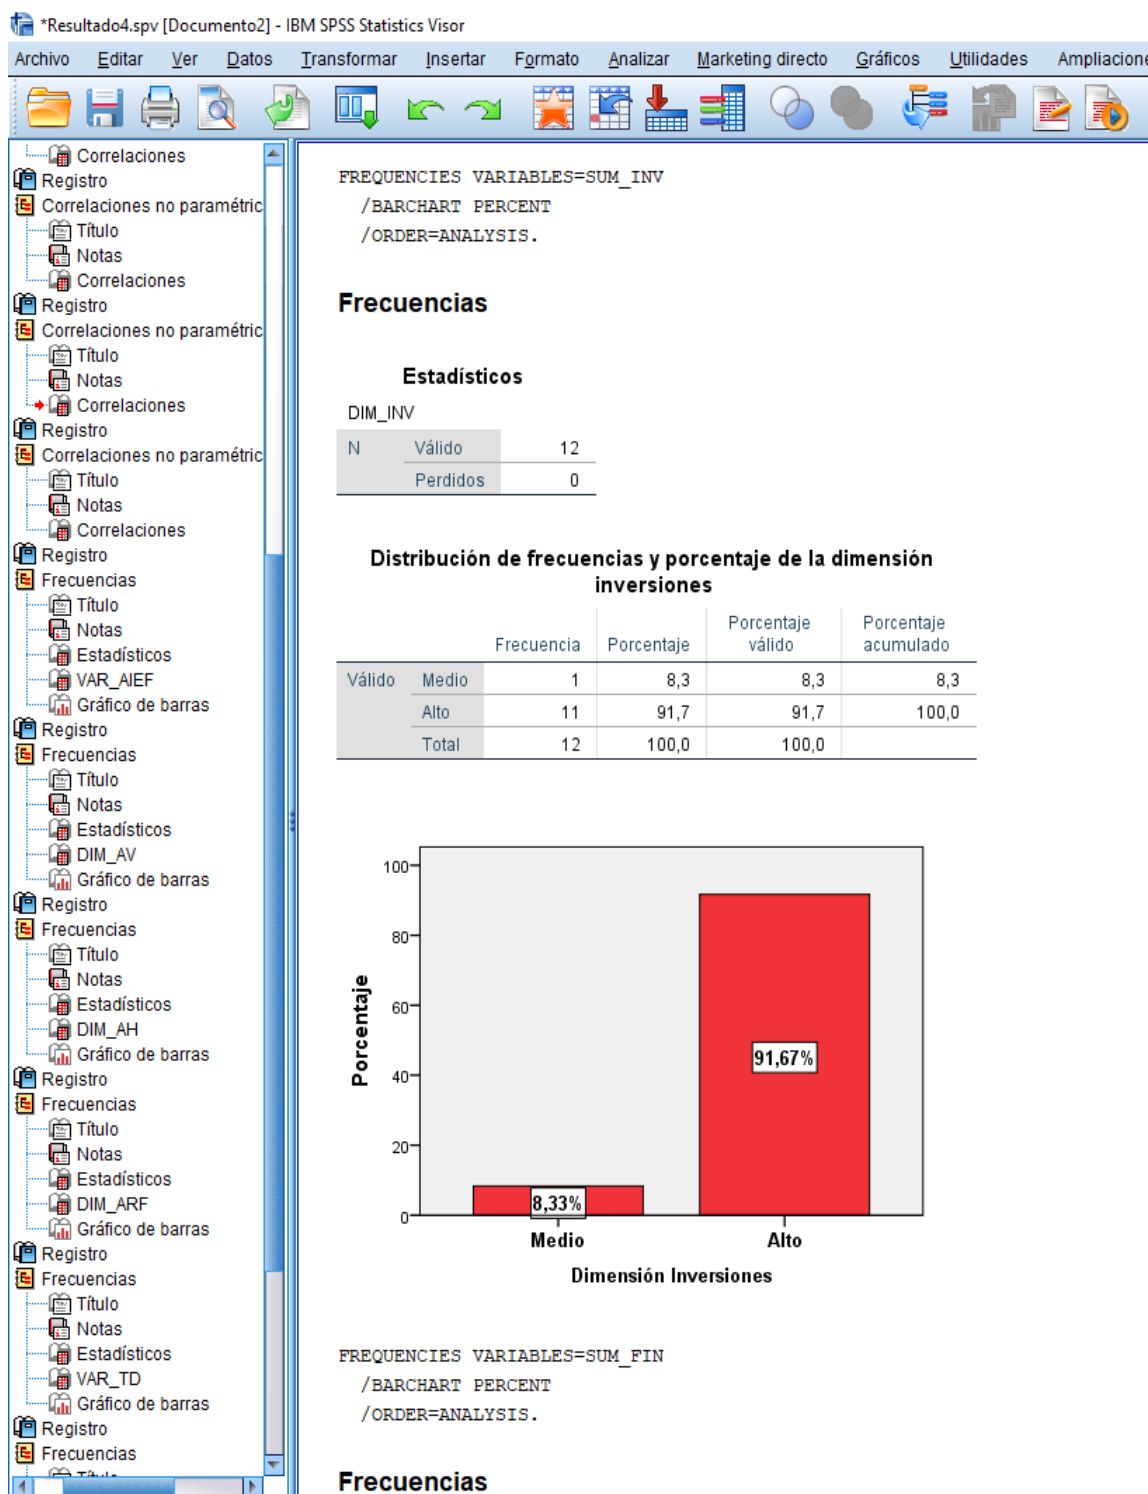 *Resultado4.spv [Documento2] - IBM SPSS Statistics Visor
Archivo Editar Ver Datos Transformar Insertar Formato Analizar Marketing directo Gráficos Utilidades Ampliacione
Correlaciones
Registro
Correlaciones no paramétric
Título
Notas
Correlaciones
Registro
Correlaciones no paramétric
Título
Notas
Correlaciones
Registro
Correlaciones no paramétric
Título
Notas
Correlaciones
Registro
Frecuencias
Título
Notas
Estadísticos
VAR_AIEF
Gráfico de barras
Registro
Frecuencias
Título
Notas
Estadísticos
DIM_AV
Gráfico de barras
Registro
Frecuencias
Título
Notas
Estadísticos
DIM_AH
Gráfico de barras
Registro
Frecuencias
Título
Notas
Estadísticos
DIM_ARF
Gráfico de barras
Registro
Frecuencias
Título
Notas
Estadísticos
VAR_TD
Gráfico de barras
Registro
Frecuencias
Título
FREQUENCIES VARIABLES=SUM_INV
/BARCHART PERCENT
/ORDER=ANALYSIS.
Frecuencias
Estadísticos
DIM_INV
N Válido 12
Perdidos 0
Distribución de frecuencias y porcentaje de la dimensión
inversiones
Frecuencia Porcentaje Porcentaje válido Porcentaje acumulado
Válido Medio 1 8,3 8,3 8,3
Alto 11 91,7 91,7 100,0
Total 12 100,0 100,0
100
80
60
40
20
0
Porcentaje
91,67%
8,33%
Medio Alto
Dimensión Inversiones
FREQUENCIES VARIABLES=SUM_FIN
/BARCHART PERCENT
/ORDER=ANALYSIS.
Frecuencias